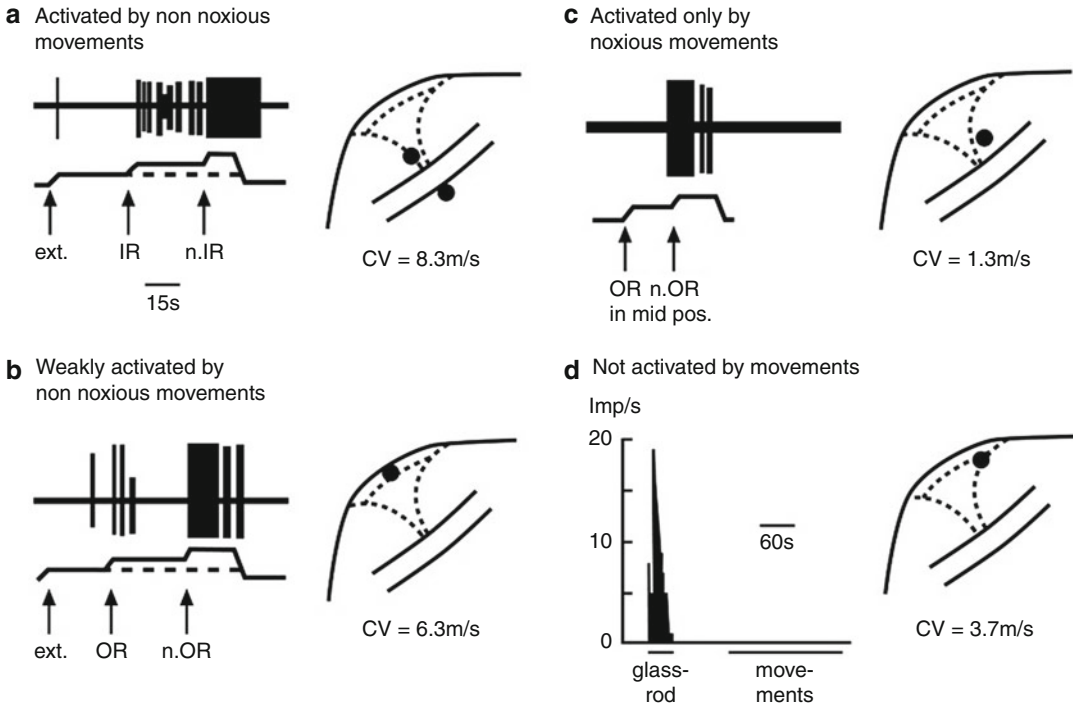 a Activated by non noxious
movements
ext.
IR
n.IR
15s
CV = 8.3m/s
b Weakly activated by
non noxious movements
ext.
OR
n.OR
CV = 6.3m/s
c Activated only by
noxious movements
OR n.OR
in mid pos.
CV = 1.3m/s
d Not activated by movements
Imp/s
20
10
0
60s
glass-
rod
move-
ments
CV = 3.7m/s